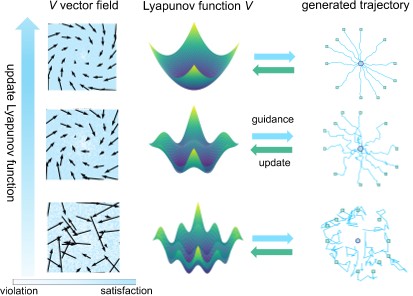 V vector field
Lyapunov function V
generated trajectory
update Lyapunov function
guidance
update
violation
satisfaction